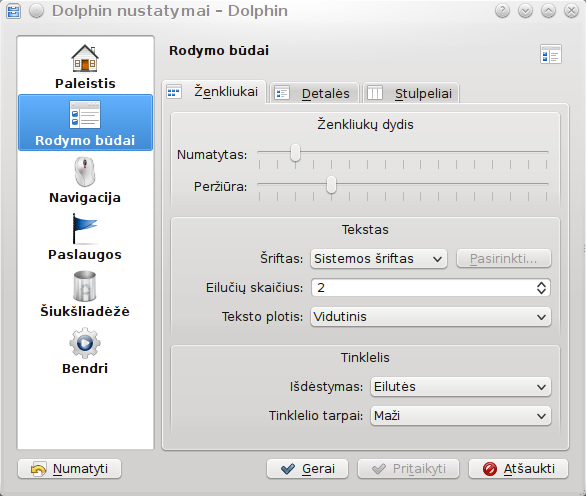 Dolphin nustatymai – Dolphin
Paleistis
Rodymo būdai
Navigacija
Paslaugos
Šiukšliadėžė
Bendri
Rodymo būdai
Ženkliukai
Detalės
Stulpeliai
Ženkliukų dydis
Numatytas:
Peržiūra:
Tekstas
Šriftas: Sistemos šriftas Pasirinkti...
Eilučių skaičius: 2
Teksto plotis: Vidutinis
Tinklelis
Išdėstymas: Eilutės
Tinklelio tarpai: Maži
Numatyti Gerai Pritaikyti Atšaukti